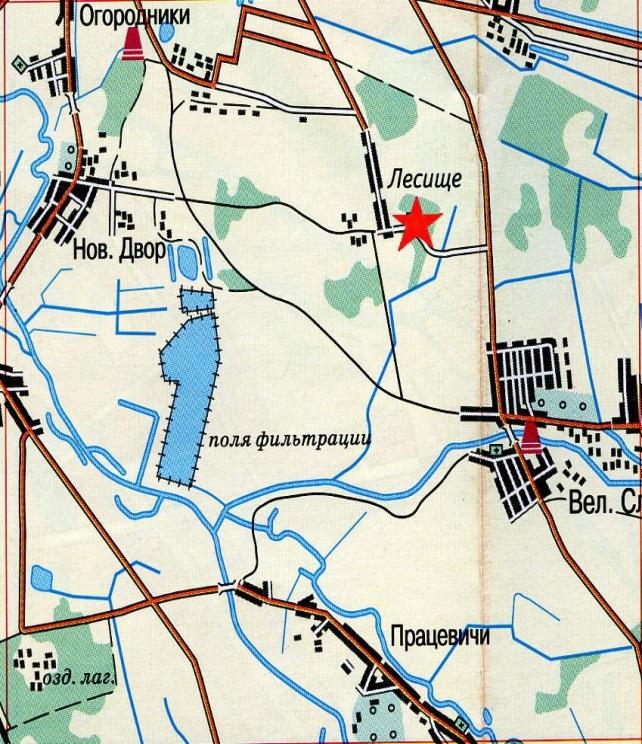 Огородники
Лесище
Нов. Двор
поля фильтрации
Вел.
Працевичи
озд. лаг.